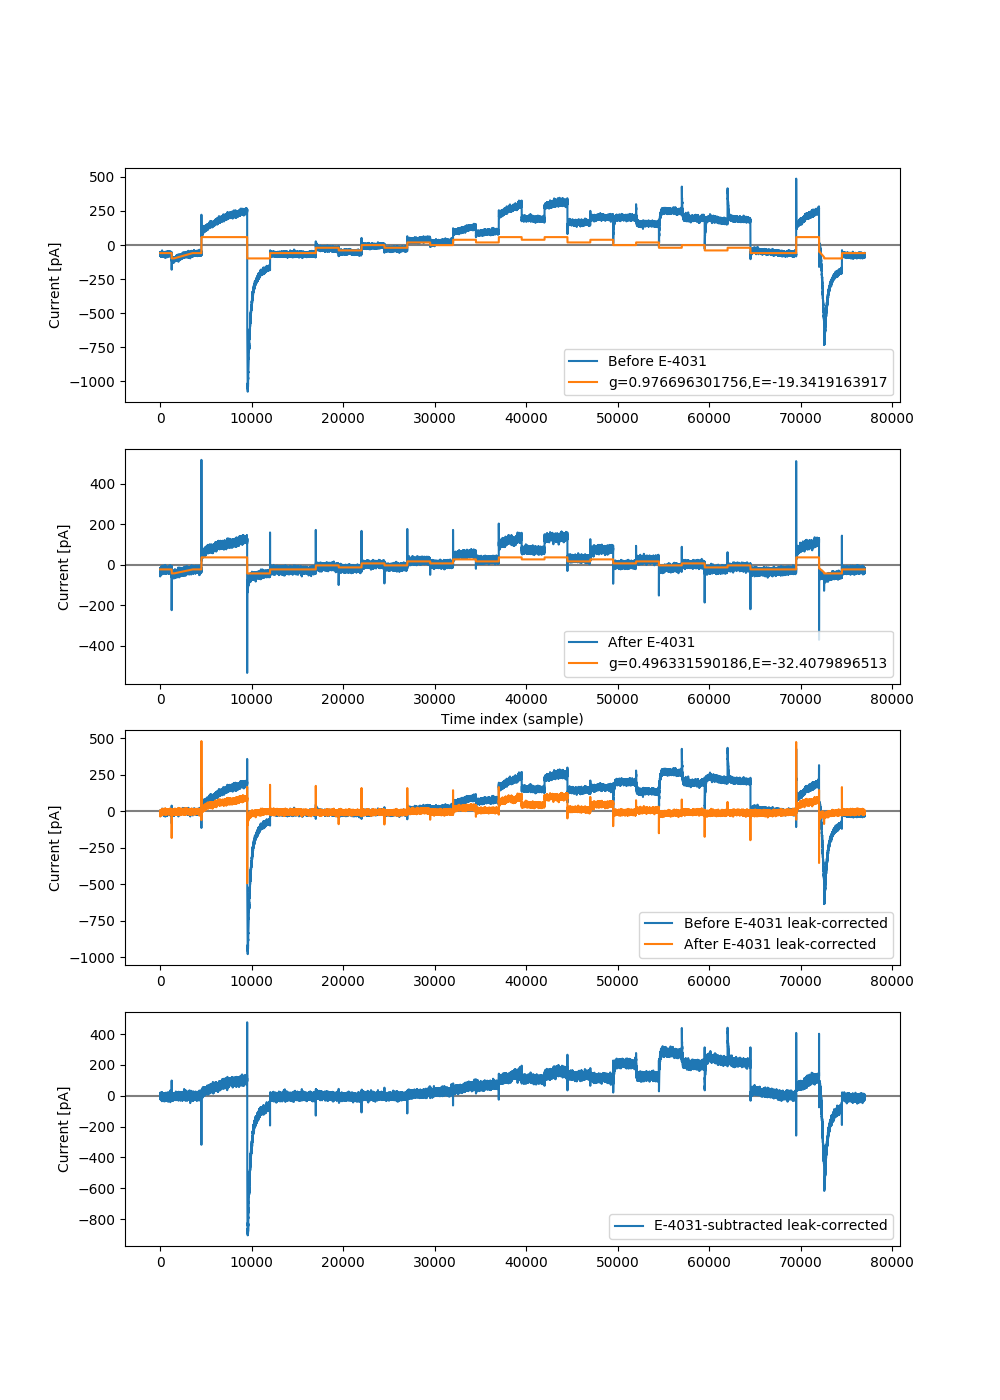 500
250
0
−250
−500
−750
−1000
Current [pA]
Before E-4031
g=0.976696301756,E=-19.3419163917
0 10000 20000 30000 40000 50000 60000 70000 80000
400
200
0
−200
−400
Current [pA]
After E-4031
g=0.496331590186,E=-32.4079896513
0 10000 20000 30000 40000 50000 60000 70000 80000
Time index (sample)
500
250
0
−250
−500
−750
−1000
Current [pA]
Before E-4031 leak-corrected
After E-4031 leak-corrected
0 10000 20000 30000 40000 50000 60000 70000 80000
400
200
0
−200
−400
−600
−800
Current [pA]
E-4031-subtracted leak-corrected
0 10000 20000 30000 40000 50000 60000 70000 80000